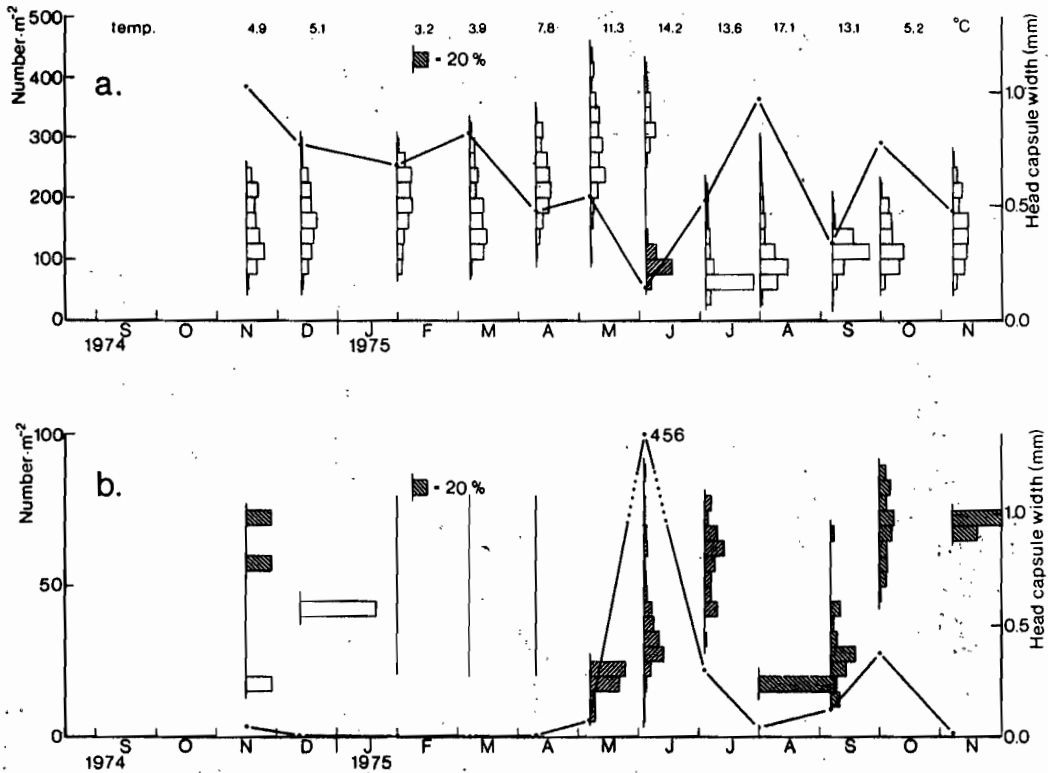 temp. 4.9 5.1 3.2 3.9 7.8 11.3 14.2 13.6 17.1 13.1 5.2 °C
Number·m-2
500
400
300
200
100
0
a.
= 20 %
Head capsule width (mm)
1.0
0.5
0.0
S O N D J F M A M J J A S O N
1974 1975
Number·m-2
100
50
0
b.
= 20 %
456
Head capsule width (mm)
1.0
0.5
0.0
S O N D J F M A M J J A S O N
1974 1975